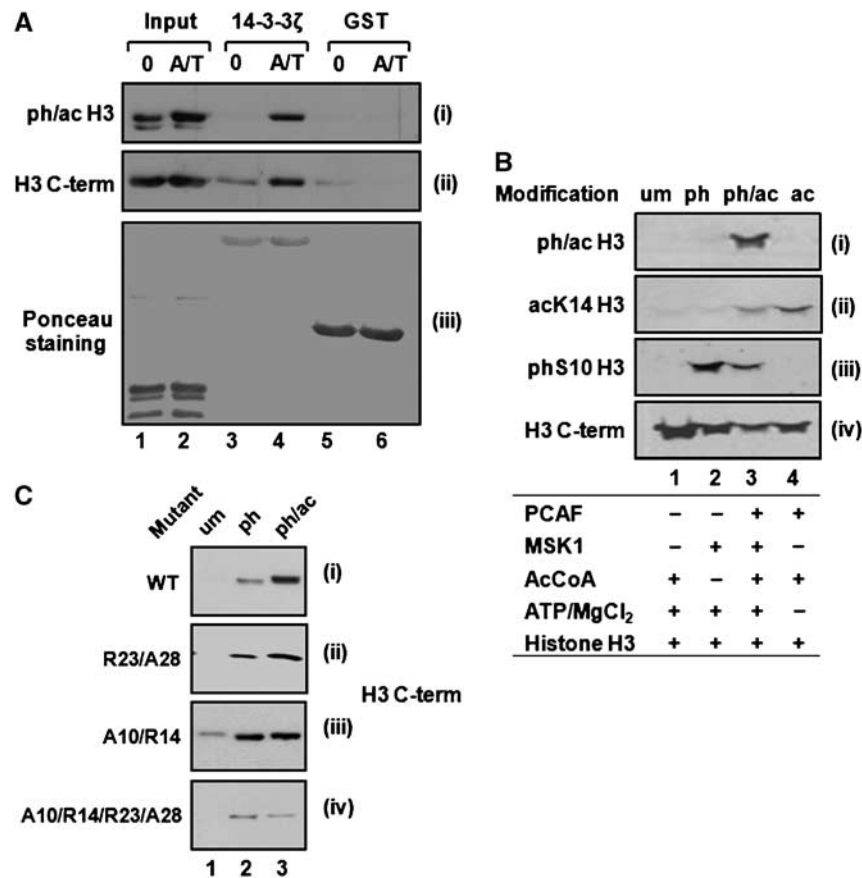 A
Input 14-3-3ζ GST
0 A/T 0 A/T 0 A/T
ph/ac H3 (i)
H3 C-term (ii)
Ponceau staining (iii)
1 2 3 4 5 6
B
Modification um ph ph/ac ac
ph/ac H3 (i)
acK14 H3 (ii)
phS10 H3 (iii)
H3 C-term (iv)
1 2 3 4
PCAF – – + +
MSK1 – + + –
AcCoA + – + +
ATP/MgCl₂ + + + –
Histone H3 + + + +
C
Mutant um ph ph/ac
WT (i)
R23/A28 (ii)
H3 C-term
A10/R14 (iii)
A10/R14/R23/A28 (iv)
1 2 3